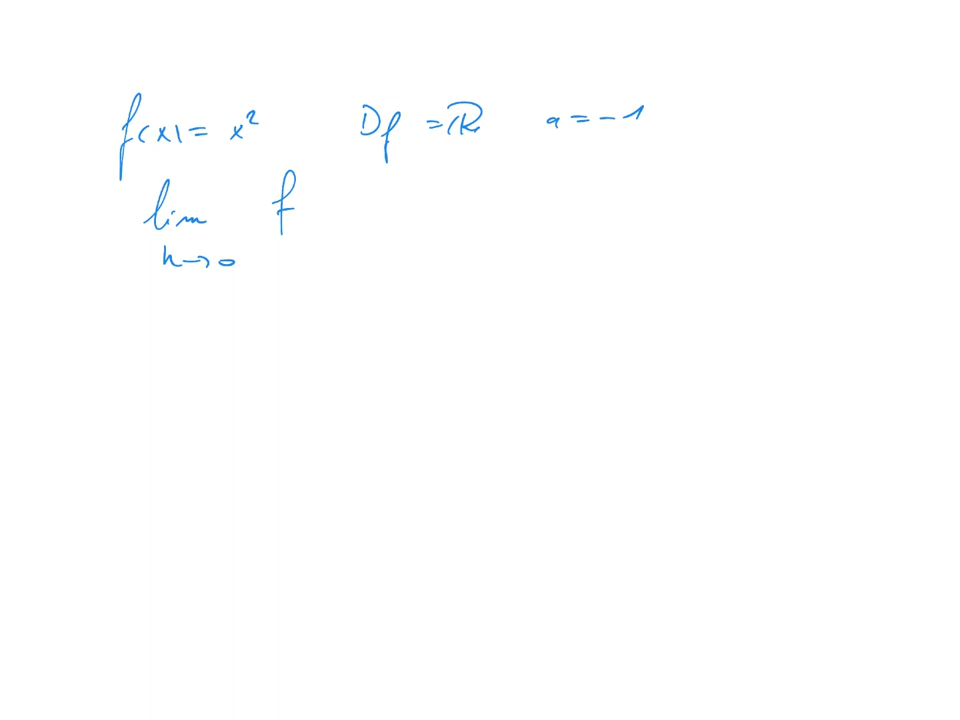 f(x) = x² Df = ℝ a = -1
lim f
h→0